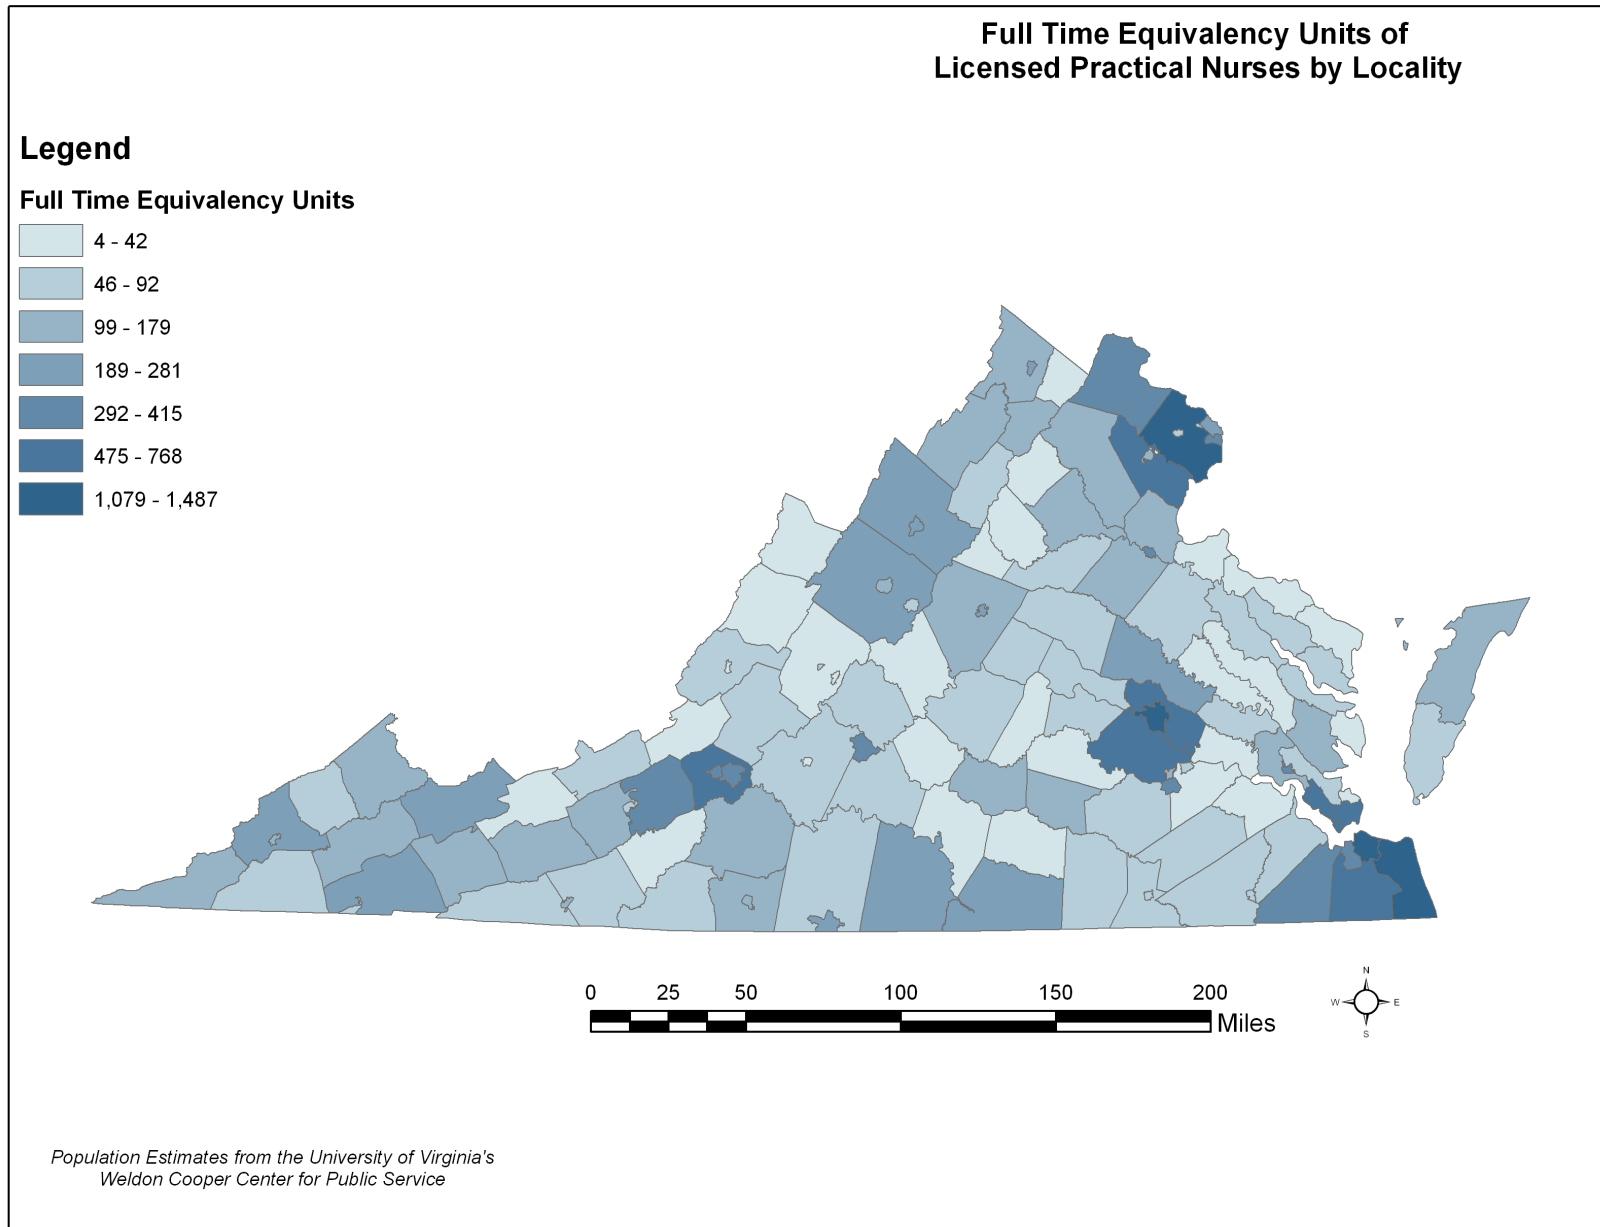 Full Time Equivalency Units of
Licensed Practical Nurses by Locality
Legend
Full Time Equivalency Units
4 - 42
46 - 92
99 - 179
189 - 281
292 - 415
475 - 768
1,079 - 1,487
0 25 50 100 150 200
Miles
N
W E
S
Population Estimates from the University of Virginia's
Weldon Cooper Center for Public Service